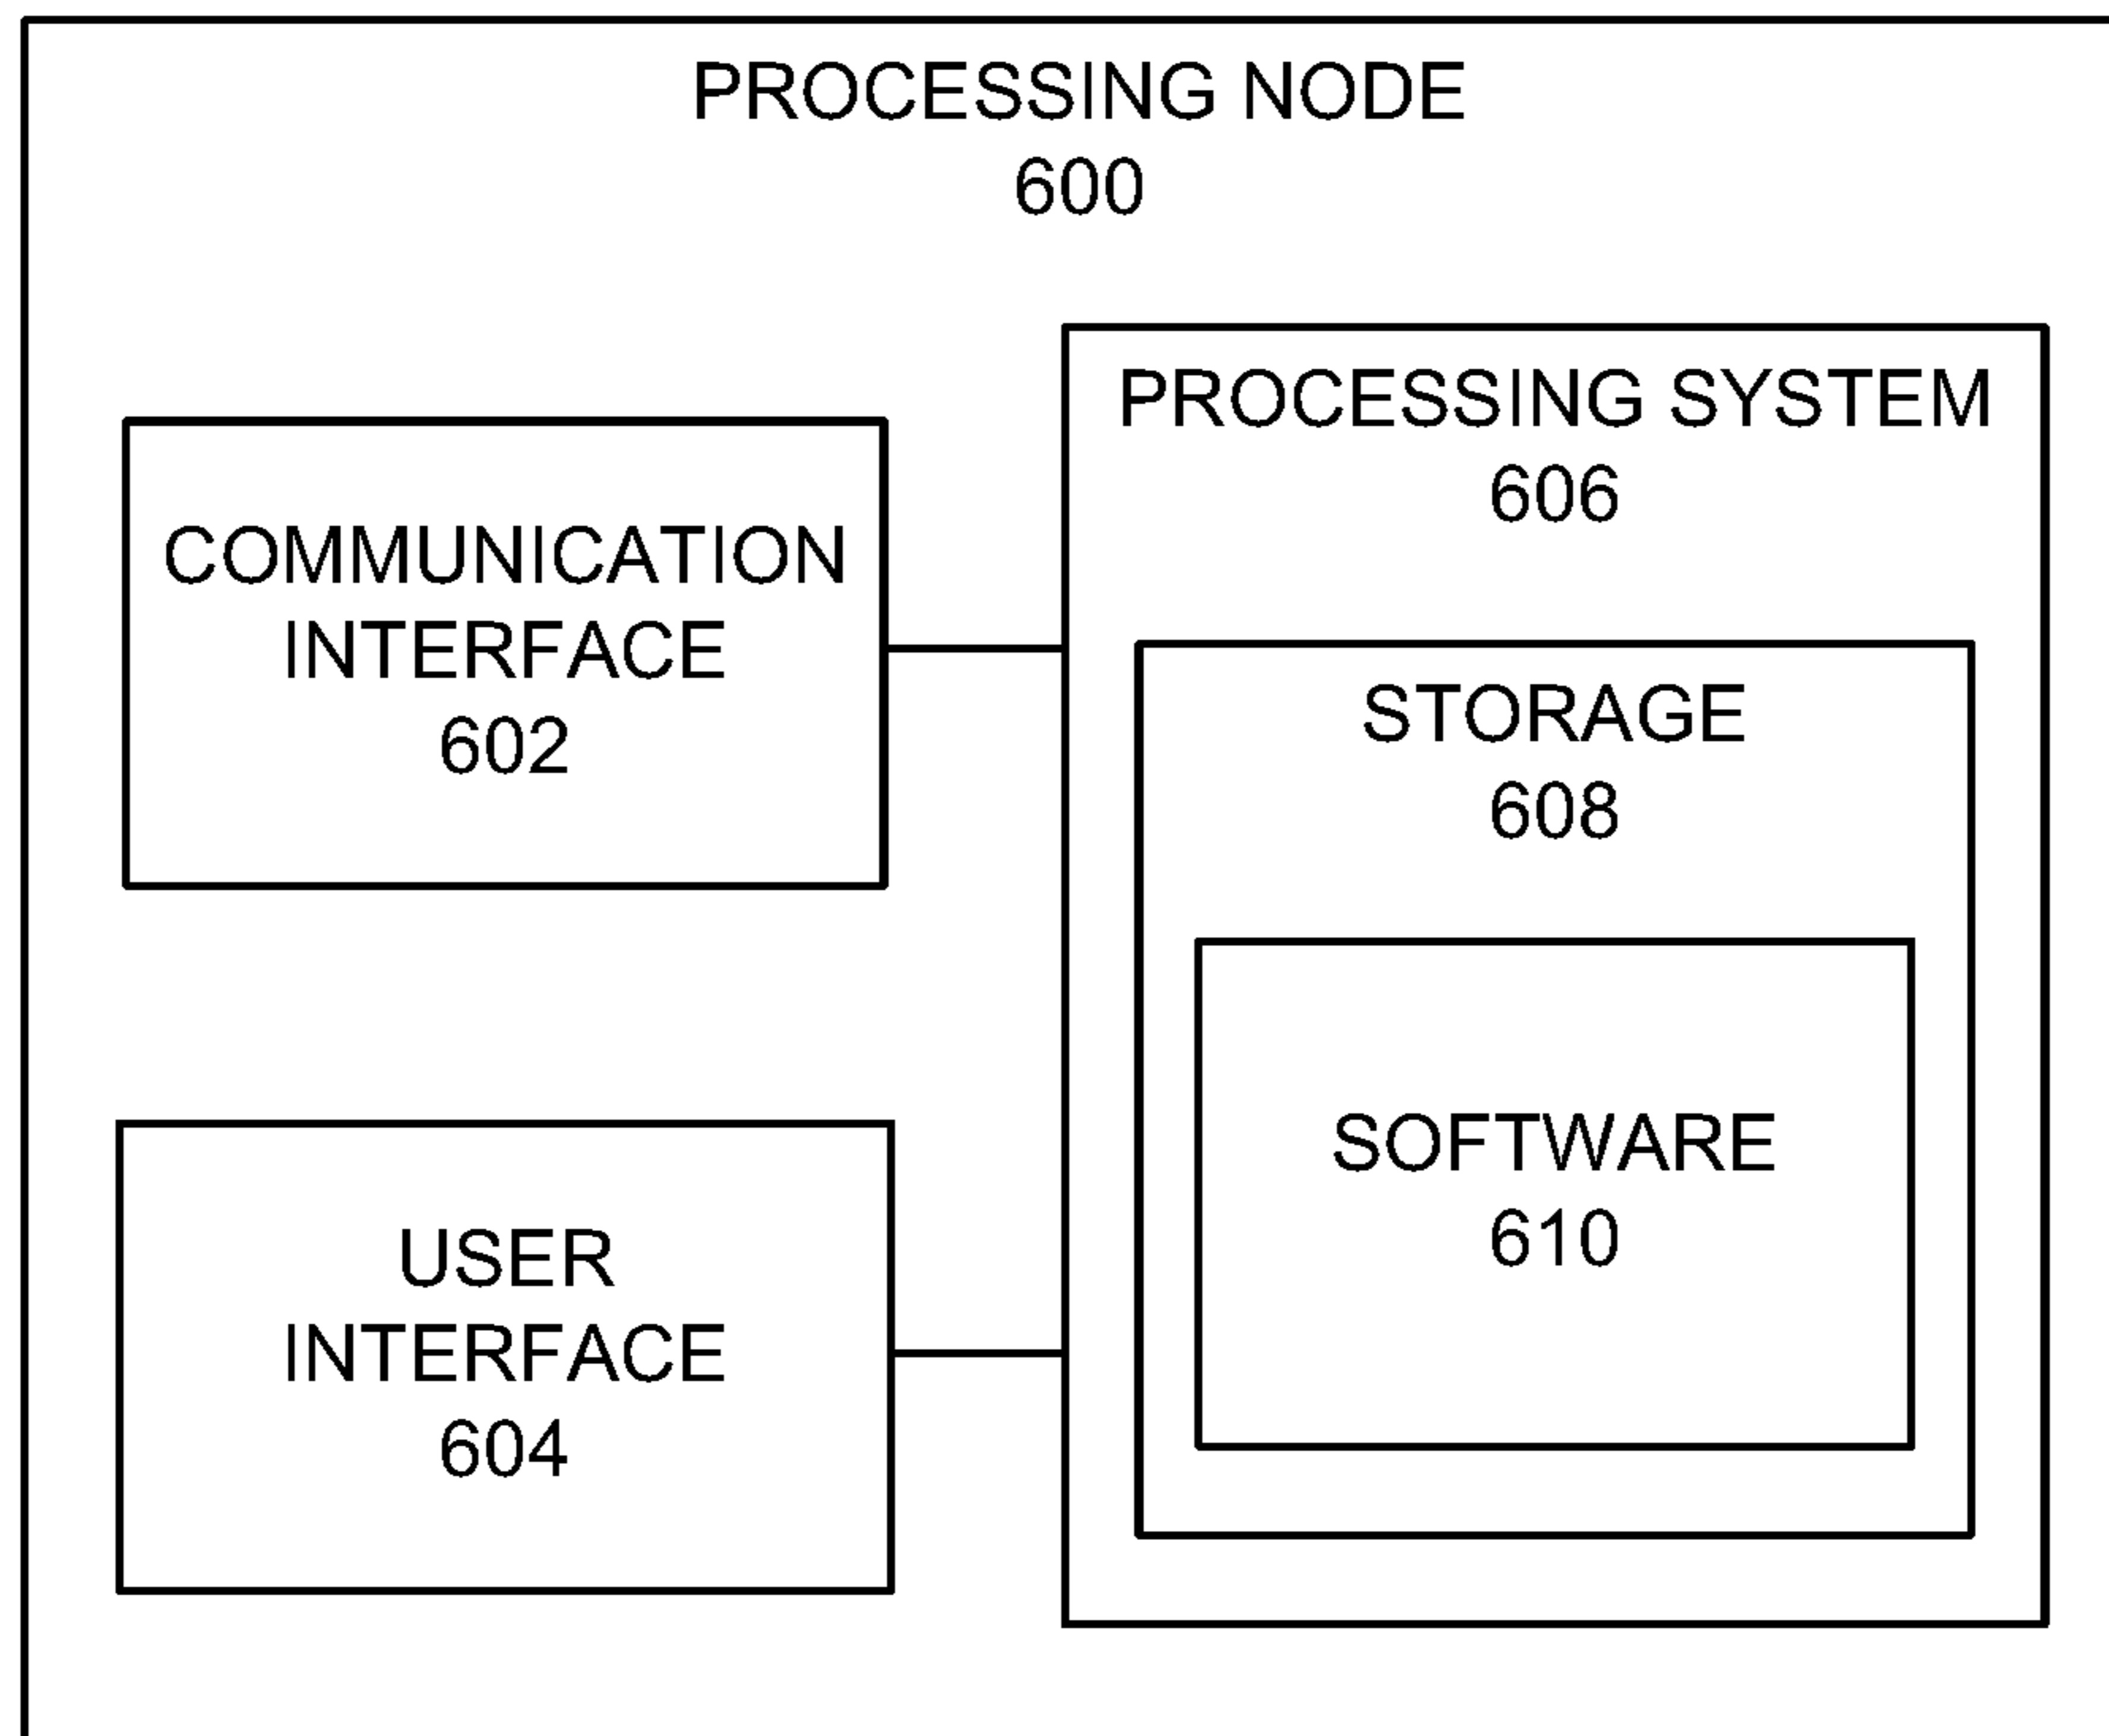 PROCESSING NODE
600
COMMUNICATION
INTERFACE
602
USER
INTERFACE
604
PROCESSING SYSTEM
606
STORAGE
608
SOFTWARE
610